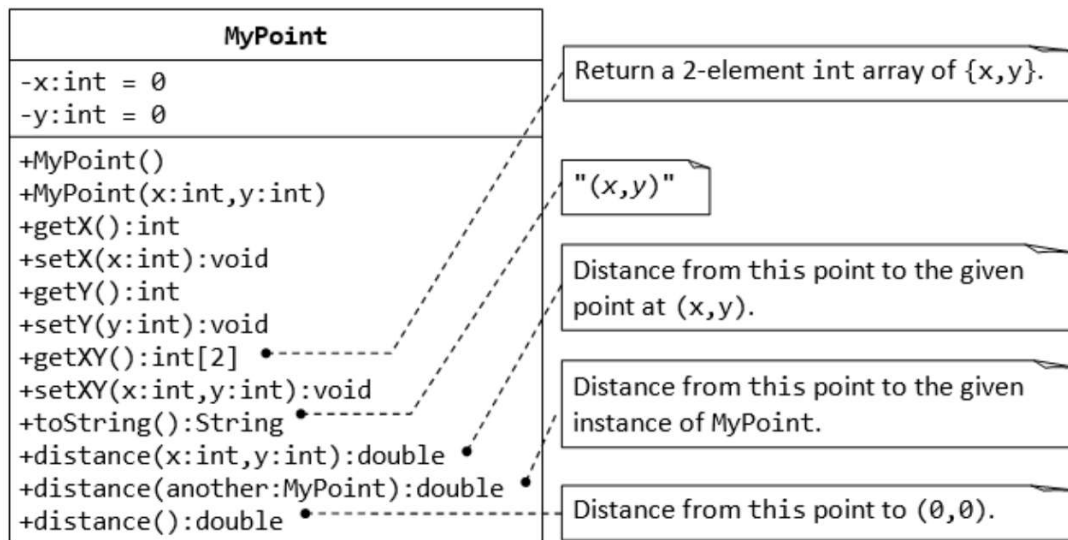 MyPoint
-x:int = 0
-y:int = 0
+MyPoint()
+MyPoint(x:int,y:int)
+getX():int
+setX(x:int):void
+getY():int
+setY(y:int):void
+getXY():int[2]
+setXY(x:int,y:int):void
+toString():String
+distance(x:int,y:int):double
+distance(another:MyPoint):double
+distance():double
Return a 2-element int array of {x,y}.
"(x,y)"
Distance from this point to the given
point at (x,y).
Distance from this point to the given
instance of MyPoint.
Distance from this point to (0,0).